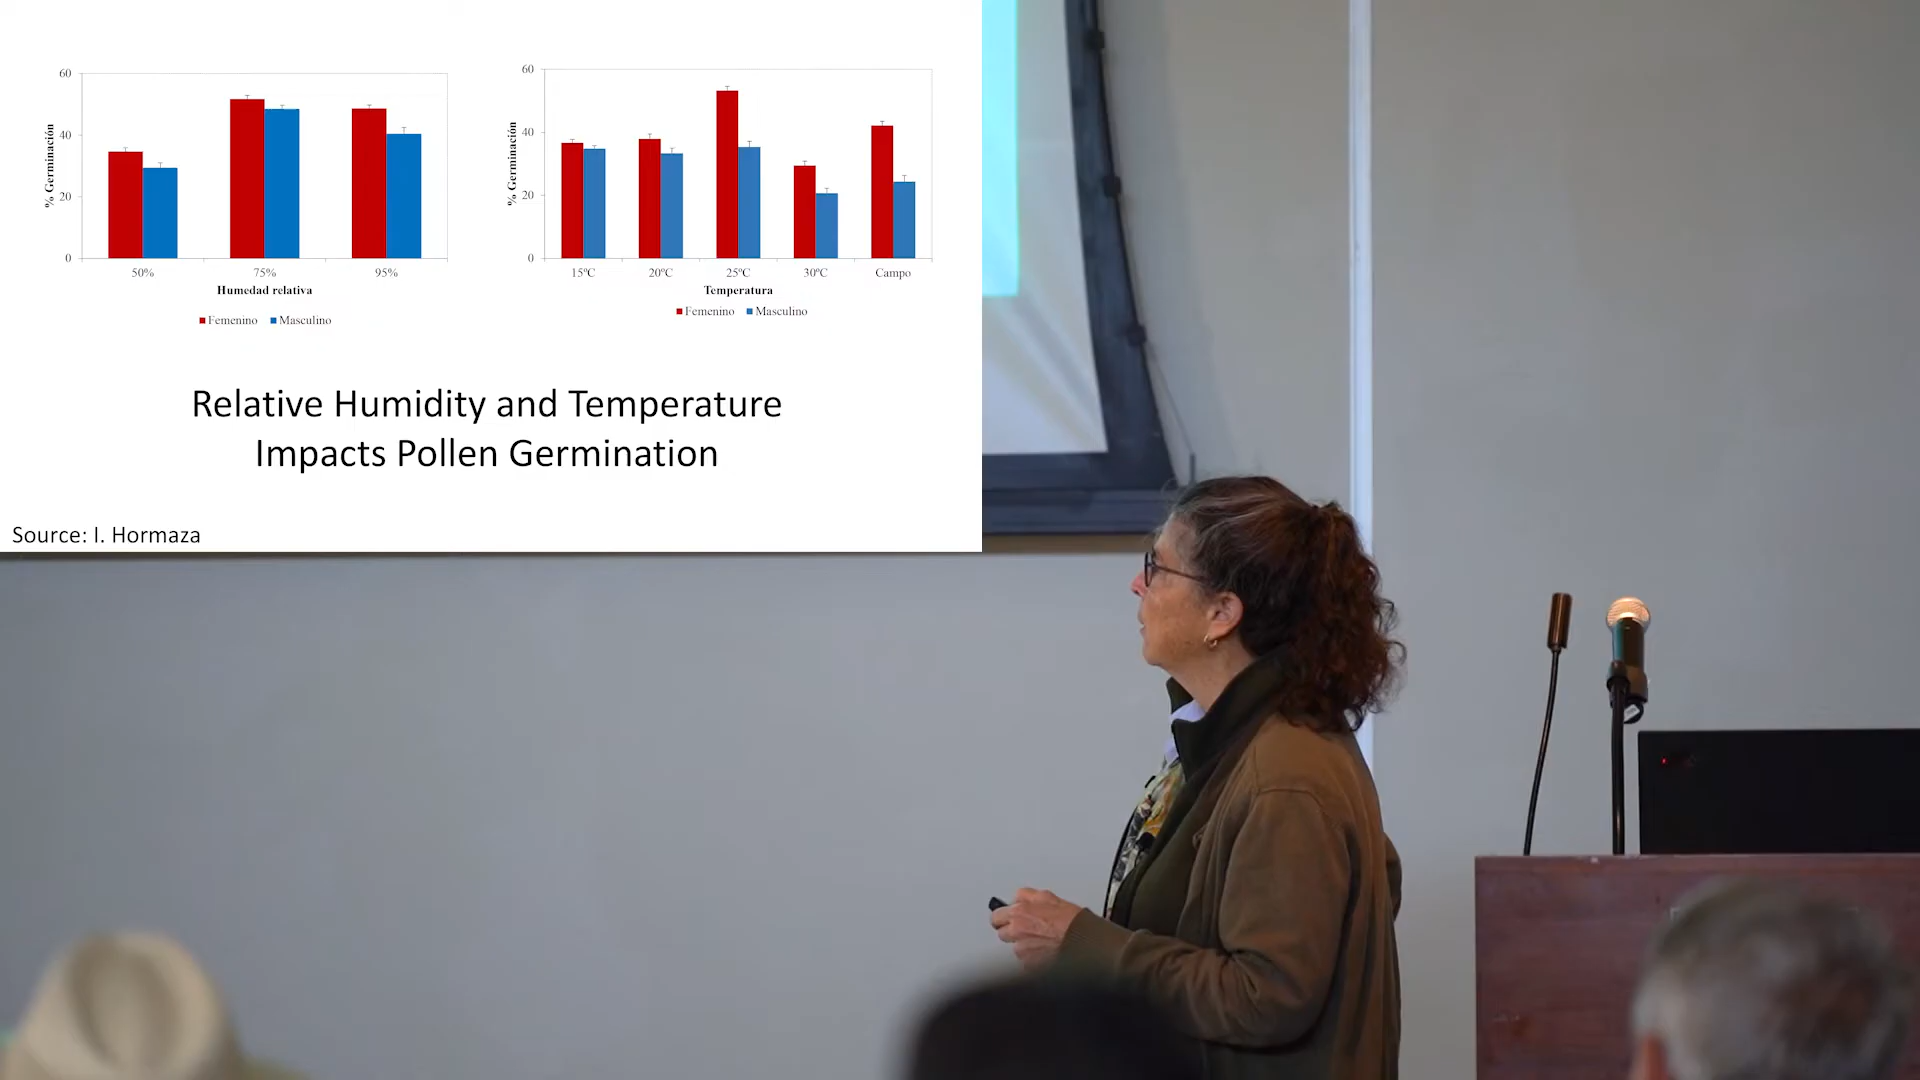 60
40
20
0
% Germinación
50%
75%
95%
Humedad relativa
Femenino
Masculino
60
40
20
0
% Germinación
15ºC
20ºC
25ºC
30ºC
Campo
Temperatura
Femenino
Masculino
Relative Humidity and Temperature
Impacts Pollen Germination
Source: I. Hormaza